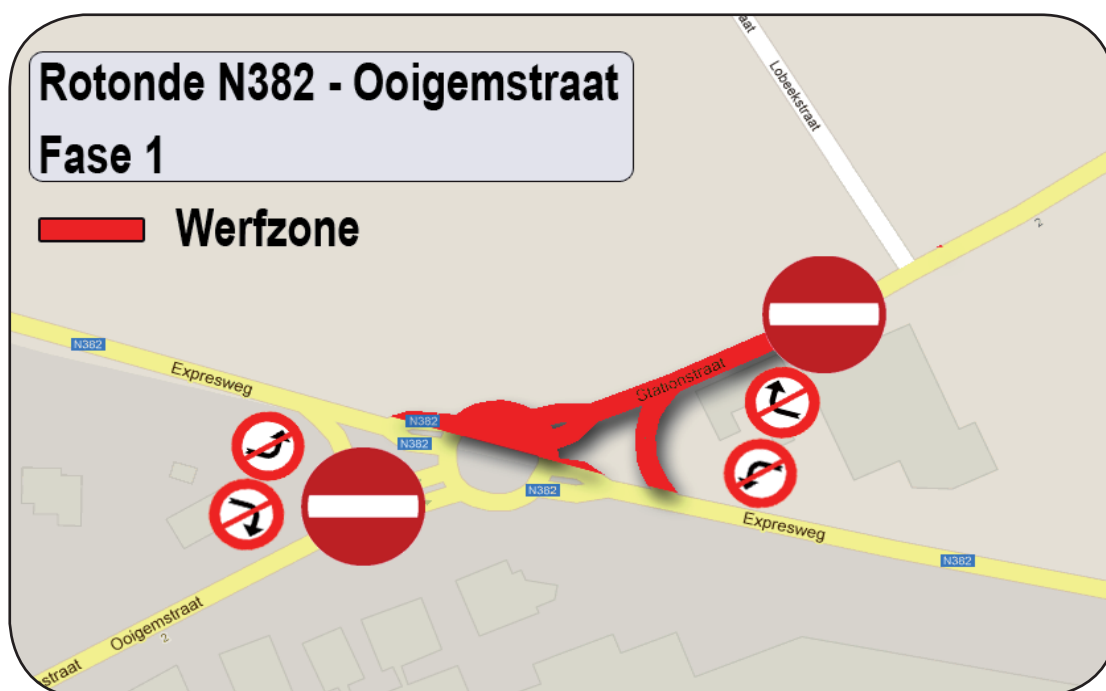 Rotonde N382 - Ooigemstraat
Fase 1
Werfzone
aat
Lobeekstraat
2
N382
Expresweg
Stationstraat
N382
N382
N382
Expresweg
N382
Ooigemstraat
2
straat